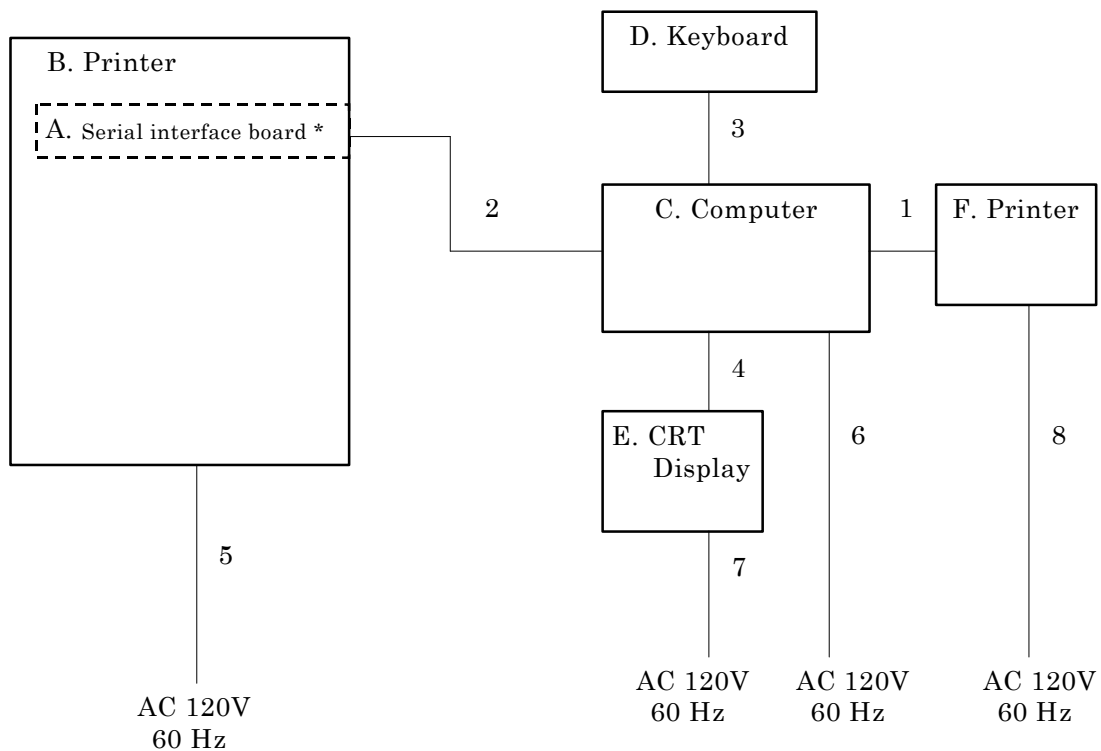 D. Keyboard
B. Printer
A. Serial interface board *
3
2
C. Computer
1
F. Printer
4
E. CRT
Display
6
8
5
7
AC 120V
60 Hz
AC 120V
60 Hz
AC 120V
60 Hz
AC 120V
60 Hz